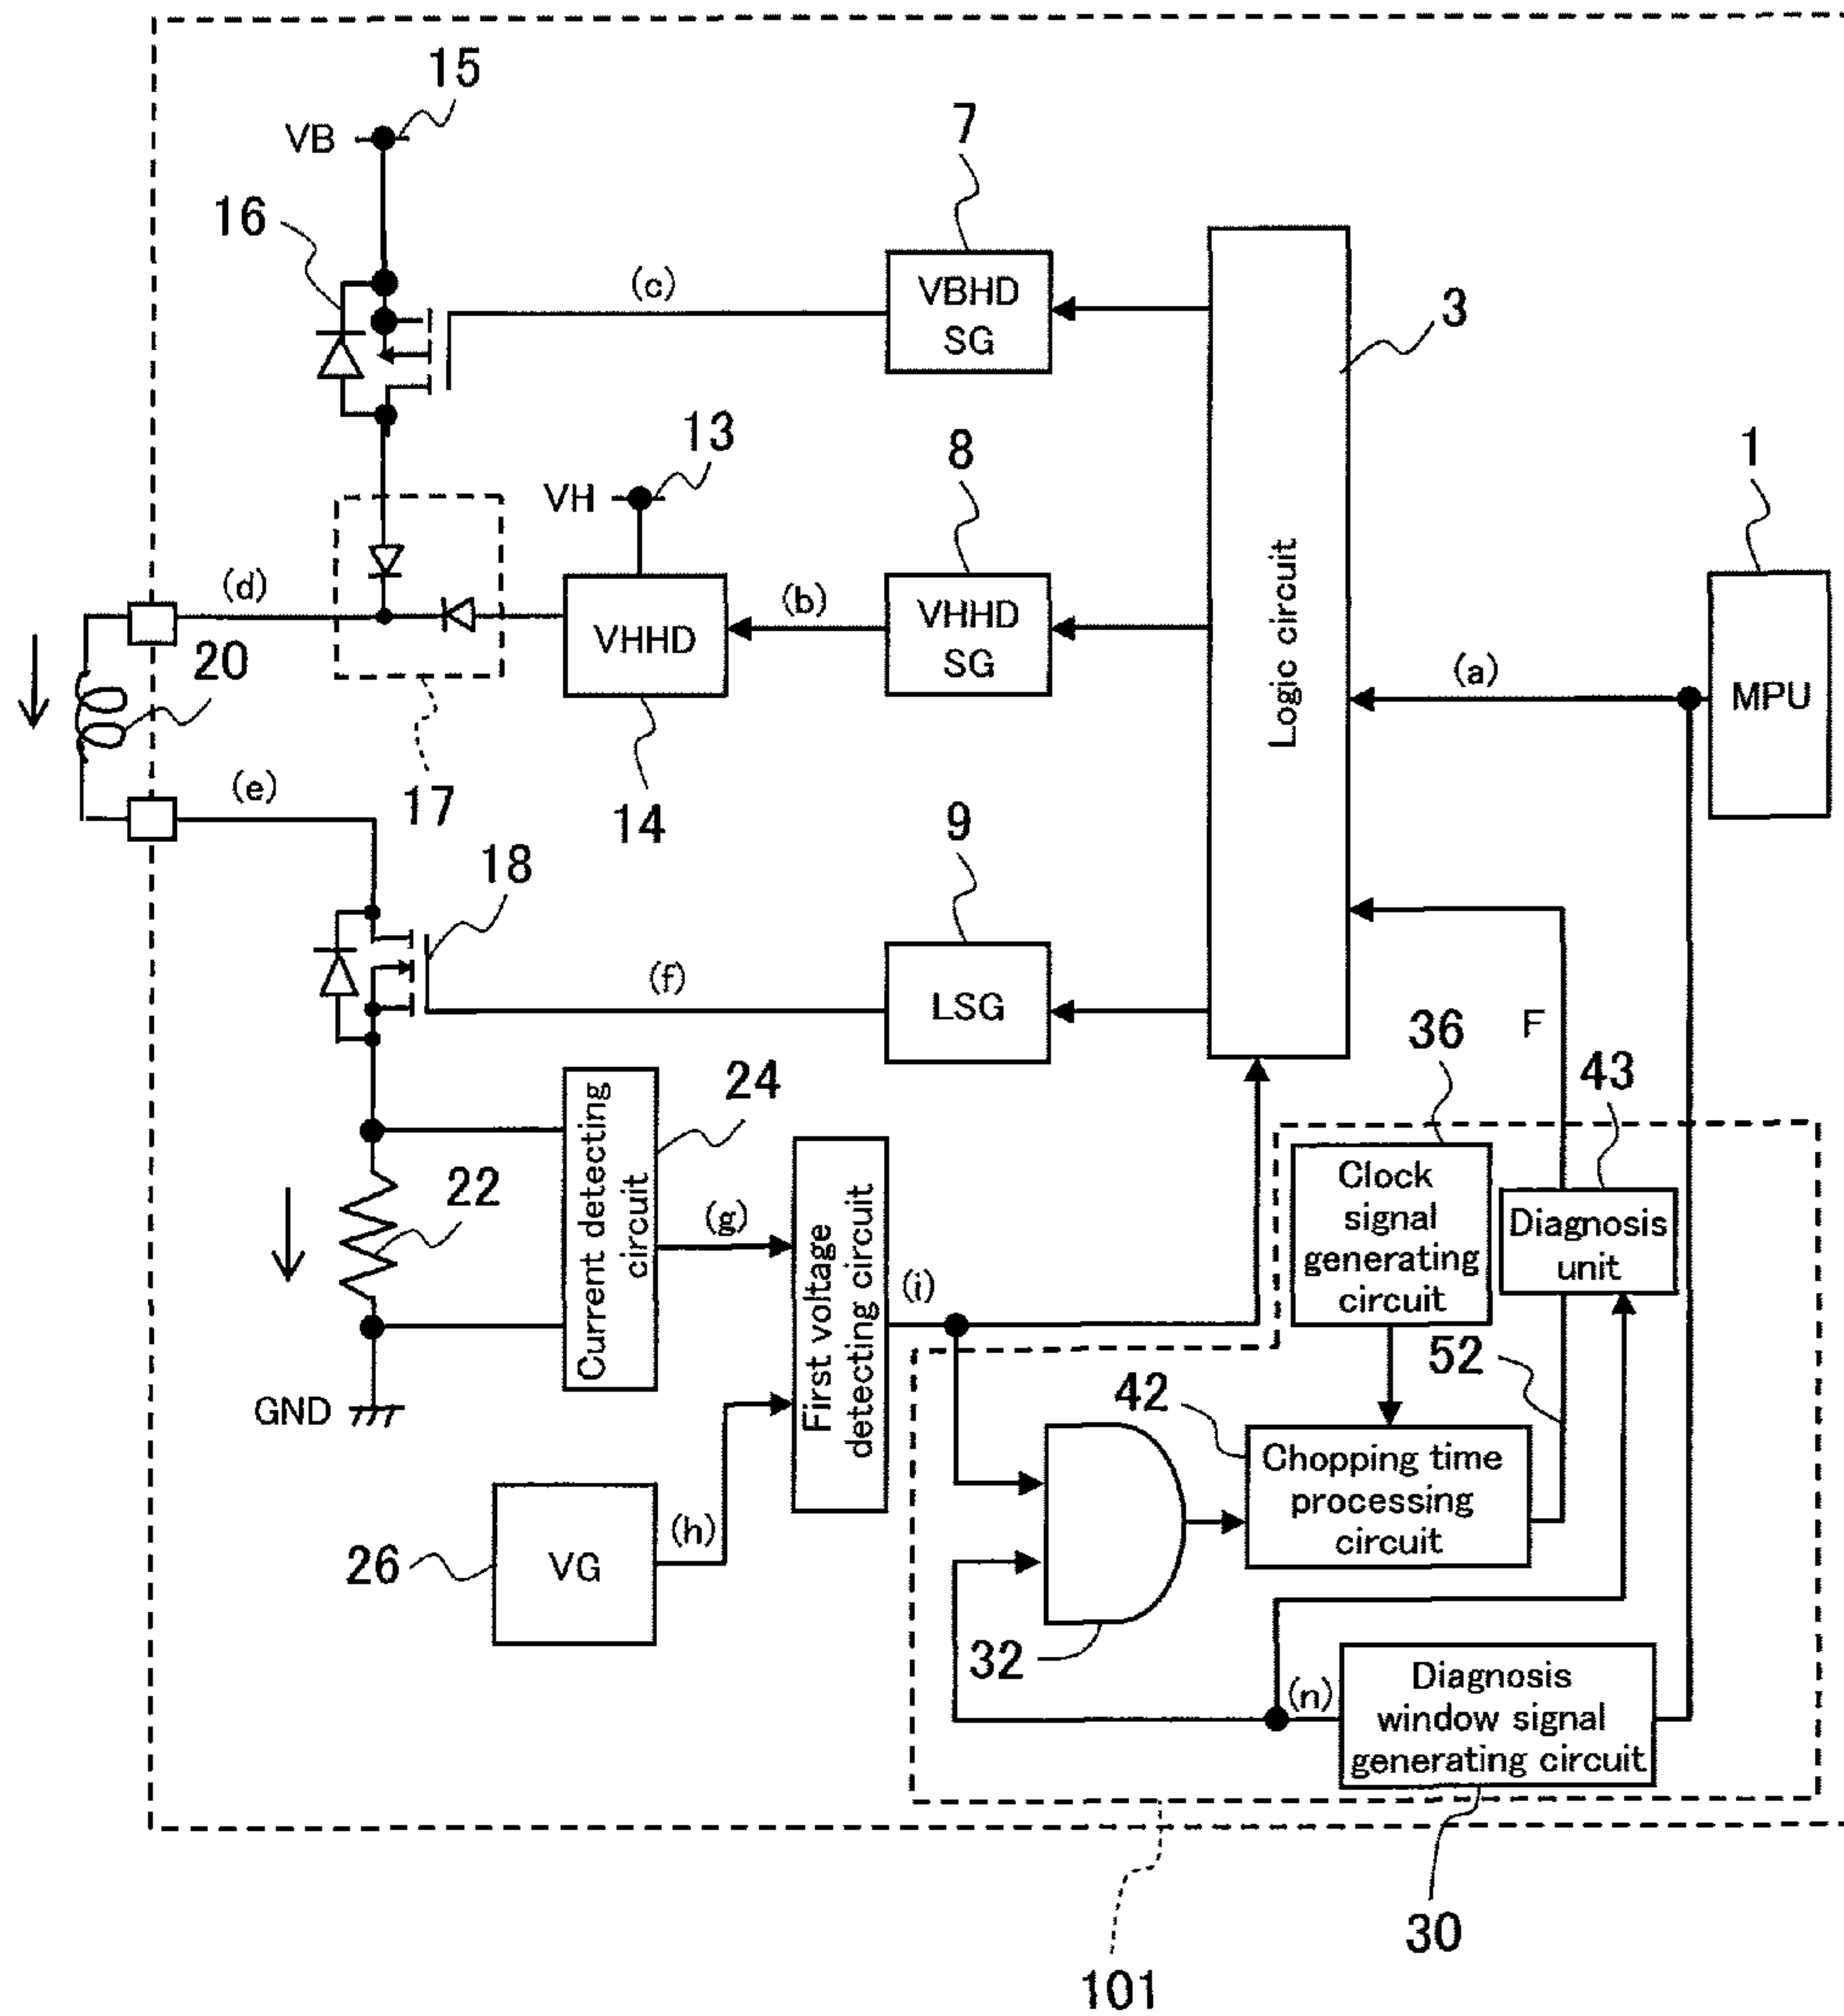 15
VB
7
16
(c)
VBHD
SG
3
13
8
1
VH
(d)
VHHD
(b)
VHHD
SG
Logic circuit
(a)
MPU
20
(e)
17
14
9
18
(f)
LSG
F
36
43
24
Current detecting
circuit
22
(g)
First voltage
detecting circuit
(i)
Clock
signal
generating
circuit
Diagnosis
unit
52
GND
42
Chopping time
processing
circuit
26
VG
(h)
32
(n)
Diagnosis
window signal
generating circuit
30
101